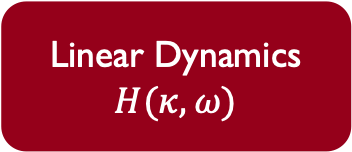 Linear Dynamics
H(κ, ω)